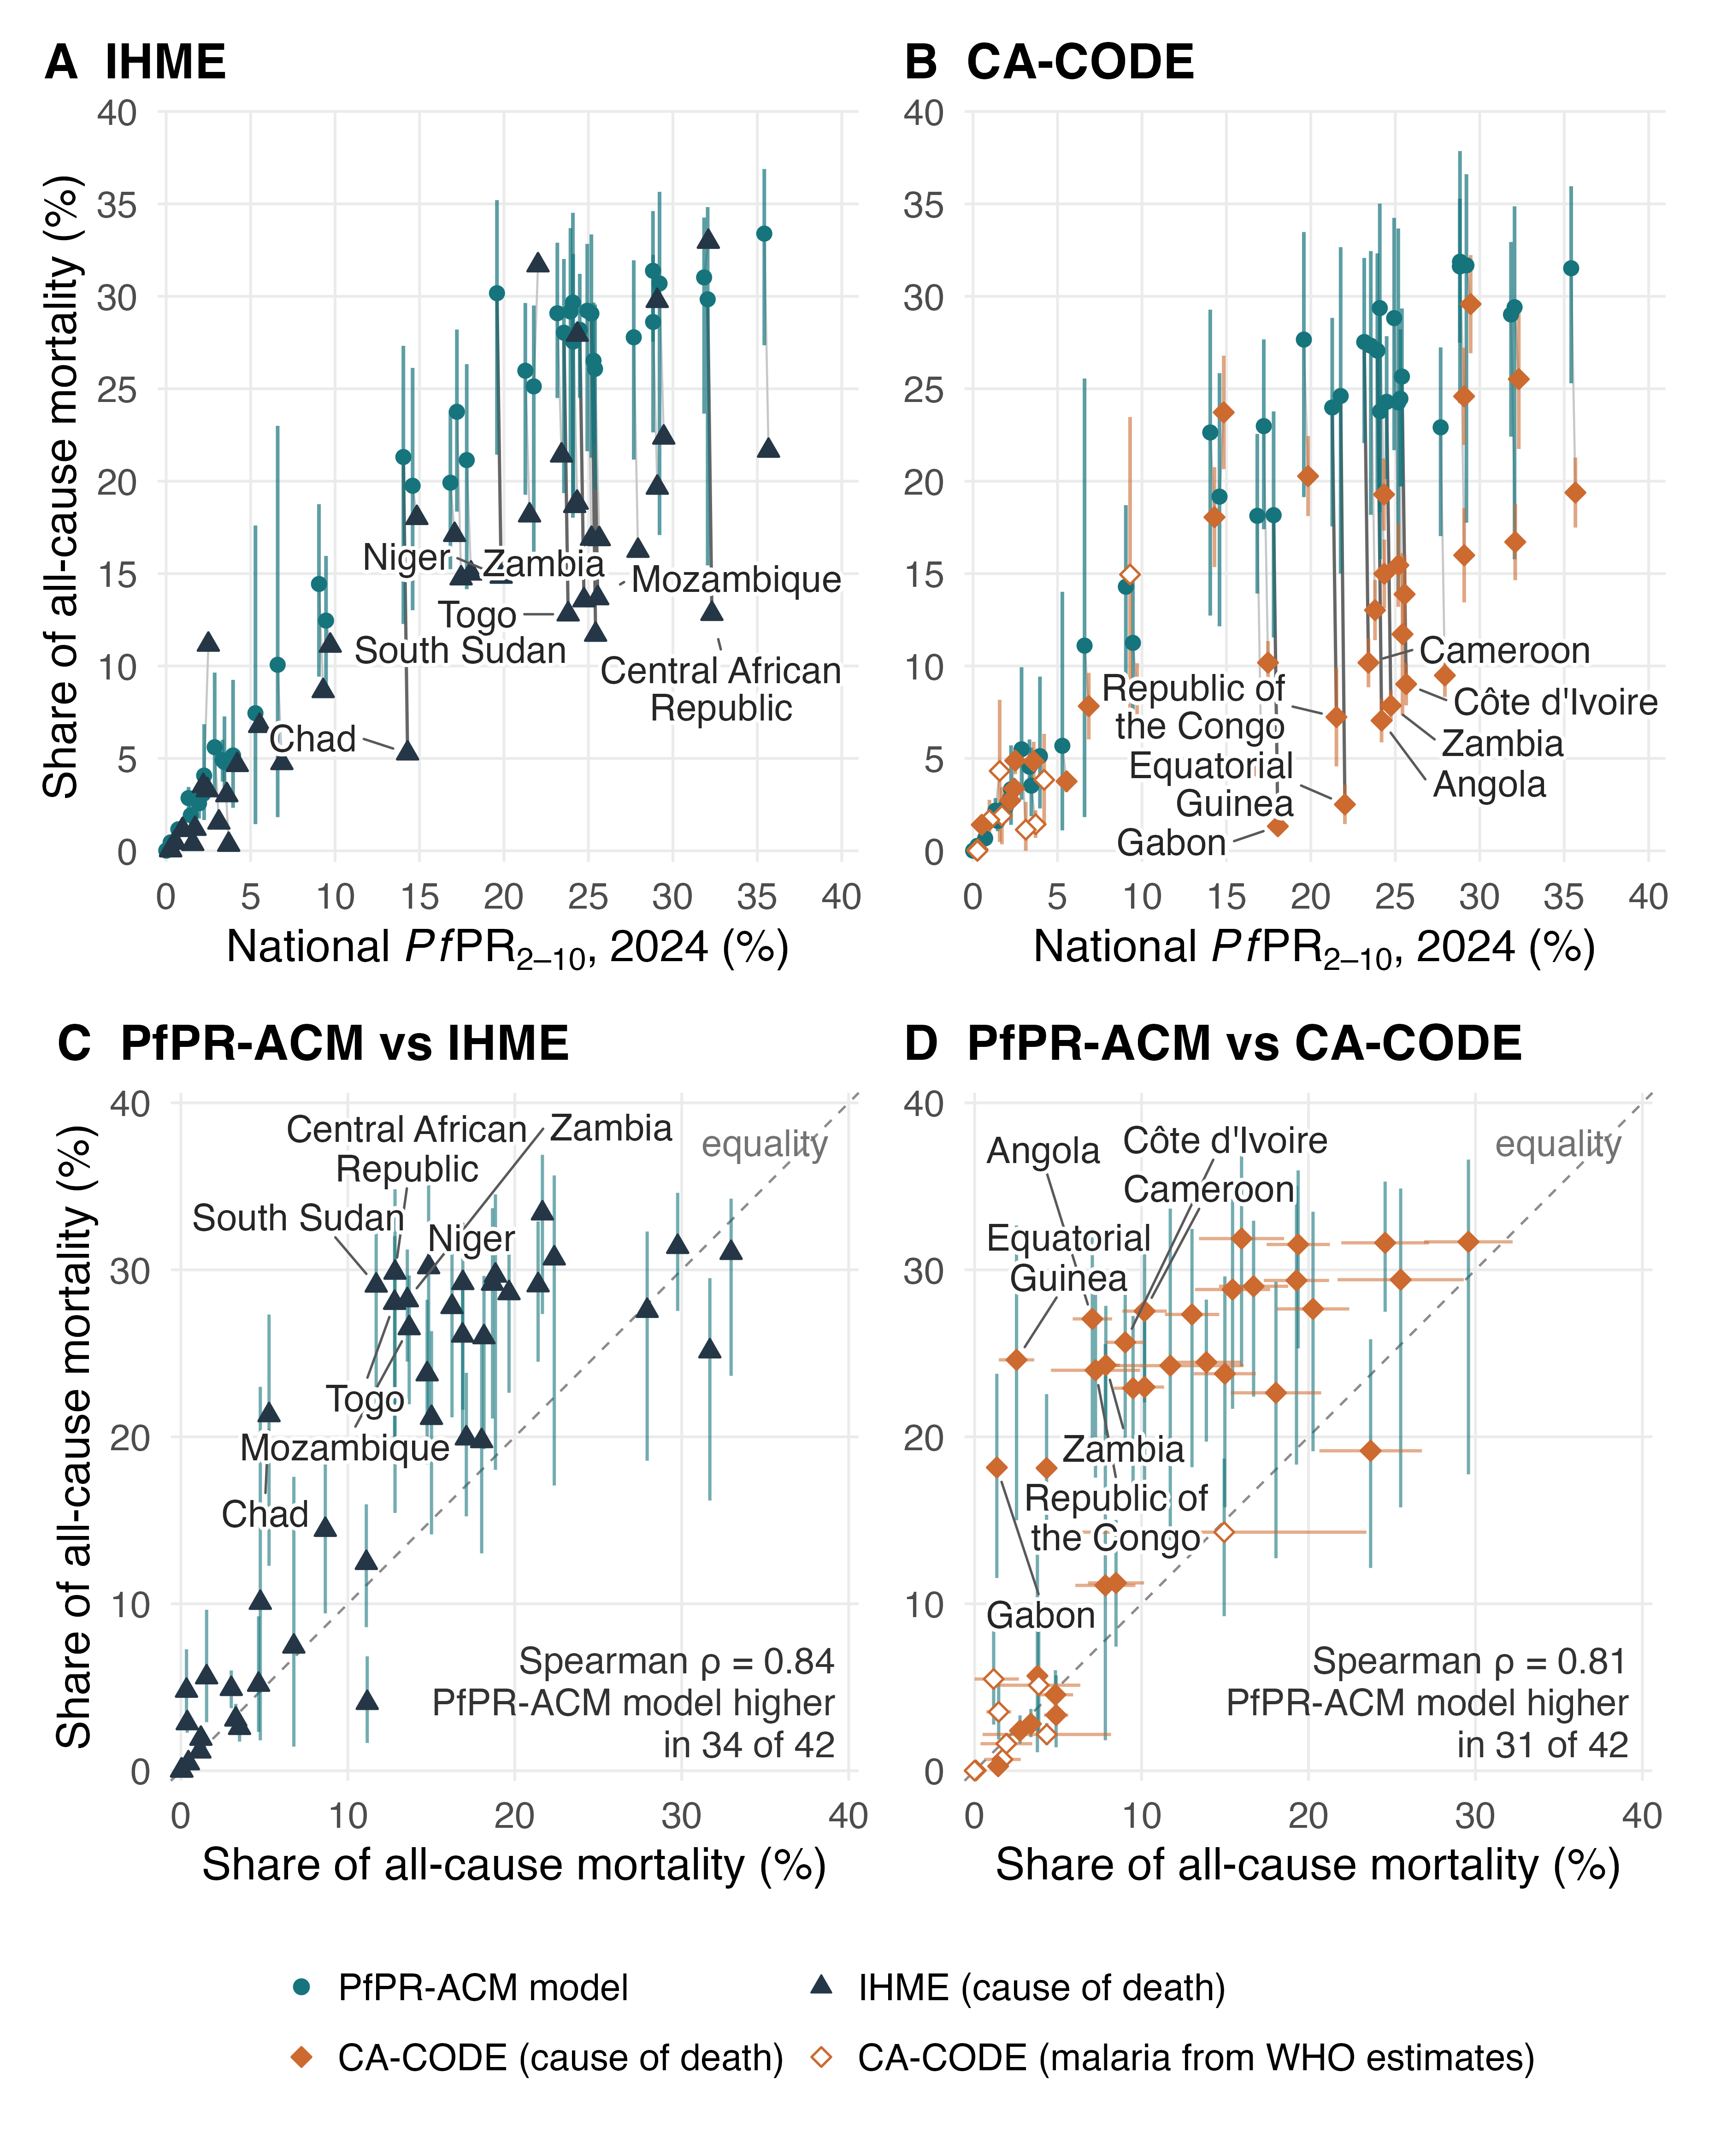 A IHME
40
35
30
25
20
15
10
5
0
0 5 10 15 20 25 30 35 40
Share of all-cause mortality (%)
National PfPR2–10, 2024 (%)
Niger
Zambia
Mozambique
Togo
South Sudan
Central African
Republic
Chad
B CA-CODE
40
35
30
25
20
15
10
5
0
0 5 10 15 20 25 30 35 40
National PfPR2–10, 2024 (%)
Cameroon
Republic of
the Congo
Côte d'Ivoire
Zambia
Equatorial
Guinea
Angola
Gabon
C PfPR-ACM vs IHME
40
30
20
10
0
0 10 20 30 40
Share of all-cause mortality (%)
Share of all-cause mortality (%)
Central African
Republic
Zambia
equality
South Sudan
Niger
Togo
Mozambique
Chad
Spearman ρ = 0.84
PfPR-ACM model higher
in 34 of 42
D PfPR-ACM vs CA-CODE
40
30
20
10
0
0 10 20 30 40
Share of all-cause mortality (%)
Angola
Côte d'Ivoire
equality
Cameroon
Equatorial
Guinea
Zambia
Republic of
the Congo
Gabon
Spearman ρ = 0.81
PfPR-ACM model higher
in 31 of 42
PfPR-ACM model
IHME (cause of death)
CA-CODE (cause of death)
CA-CODE (malaria from WHO estimates)